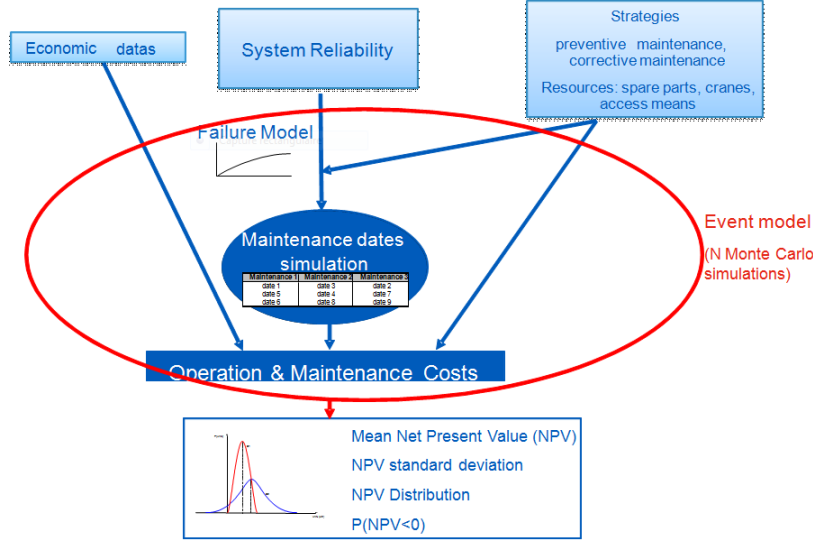 Strategies
preventive maintenance,
corrective maintenance
Resources: spare parts, cranes,
access means
Economic datas
System Reliability
Failure Model
Event model
(N Monte Carlo
simulations)
Maintenance dates
simulation
Maintenance 1 Maintenance 2 Maintenance 3
date 1 date 3 date 2
date 5 date 4 date 7
date 6 date 8 date 9
Operation & Maintenance Costs
Mean Net Present Value (NPV)
NPV standard deviation
NPV Distribution
P(NPV<0)